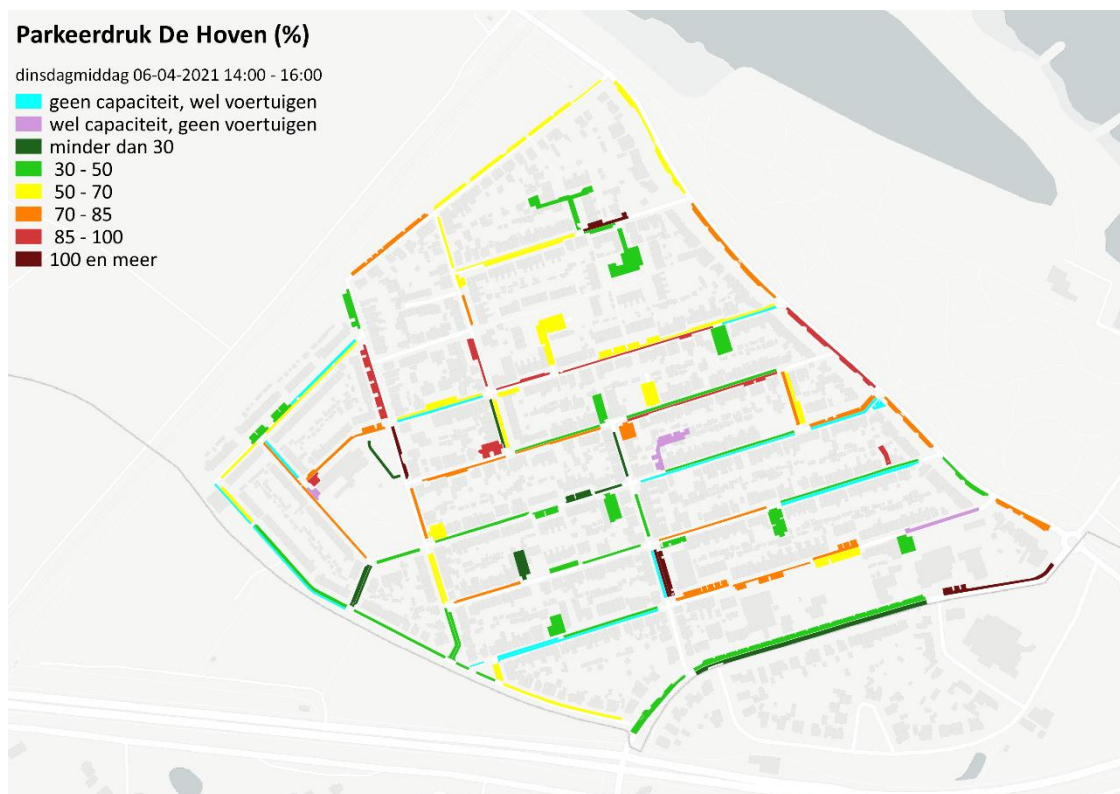 Parkeerdruk De Hoven (%)
dinsdagmiddag 06-04-2021 14:00 - 16:00
geen capaciteit, wel voertuigen
wel capaciteit, geen voertuigen
minder dan 30
30 - 50
50 - 70
70 - 85
85 - 100
100 en meer